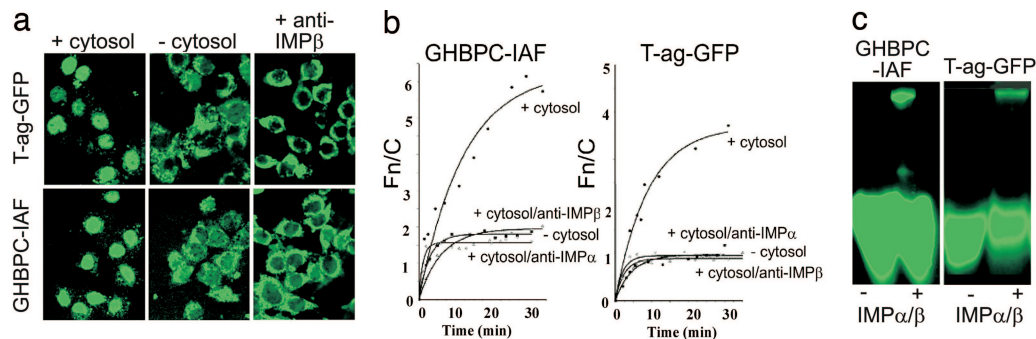 a
+ cytosol
- cytosol
+ anti-
IMPβ
T-ag-GFP
GHBPC-IAF
b
GHBPC-IAF
Fn/C
6
5
4
3
2
1
0
+ cytosol
+ cytosol/anti-IMPβ
- cytosol
+ cytosol/anti-IMPα
0 10 20 30
Time (min)
T-ag-GFP
Fn/C
5
4
3
2
1
0
+ cytosol
+ cytosol/anti-IMPα
- cytosol
+ cytosol/anti-IMPβ
0 10 20 30
Time (min)
c
GHBPC
-IAF
T-ag-GFP
- +
IMPα/β
- +
IMPα/β